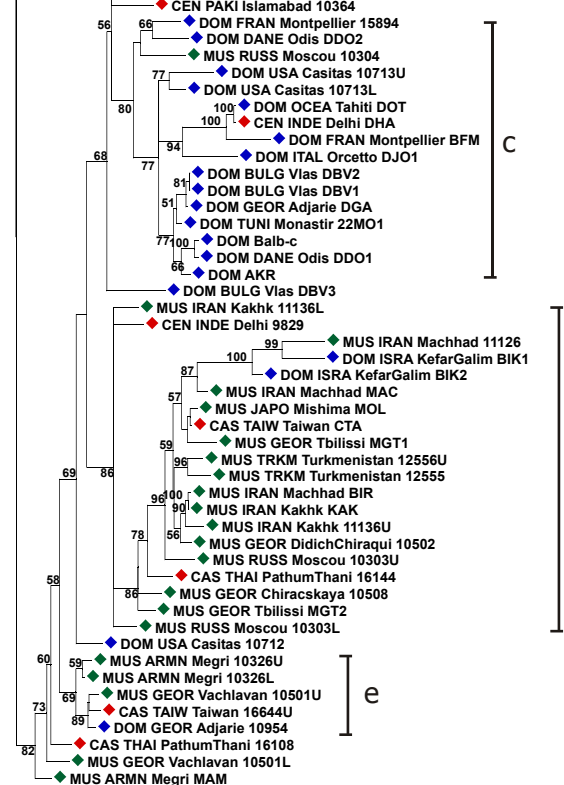 CEN PAKI Islamabad 10364
56
66
DOM FRAN Montpellier 15894
DOM DANE Odis DDO2
MUS RUSS Moscou 10304
77
DOM USA Casitas 10713U
DOM USA Casitas 10713L
80
100
DOM OCEA Tahiti DOT
100
CEN INDE Delhi DHA
DOM FRAN Montpellier BFM
C
94
68
77
DOM ITAL Orcetto DJO1
DOM BULG Vlas DBV2
81
DOM BULG Vlas DBV1
51
DOM GEOR Adjarie DGA
DOM TUNI Monastir 22MO1
77
100
DOM Balb-c
DOM DANE Odis DDO1
66
DOM AKR
DOM BULG Vlas DBV3
MUS IRAN Kakhk 11136L
CEN INDE Delhi 9829
99
MUS IRAN Machhad 11126
100
DOM ISRA KefarGalim BIK1
87
DOM ISRA KefarGalim BIK2
MUS IRAN Machhad MAC
57
MUS JAPO Mishima MOL
CAS TAIW Taiwan CTA
59
MUS GEOR Tbilissi MGT1
96
MUS TRKM Turkmenistan 12556U
69
86
MUS TRKM Turkmenistan 12555
96
100
MUS IRAN Machhad BIR
90
MUS IRAN Kakhk KAK
MUS IRAN Kakhk 11136U
78
56
MUS GEOR DidichChiraqui 10502
MUS RUSS Moscou 10303U
58
CAS THAI PathumThani 16144
86
MUS GEOR Chiracskaya 10508
MUS GEOR Tbilissi MGT2
MUS RUSS Moscou 10303L
DOM USA Casitas 10712
60
59
MUS ARMN Megri 10326U
MUS ARMN Megri 10326L
69
MUS GEOR Vachlavan 10501U
e
73
89
CAS TAIW Taiwan 16644U
DOM GEOR Adjarie 10954
82
CAS THAI PathumThani 16108
MUS GEOR Vachlavan 10501L
MUS ARMN Megri MAM